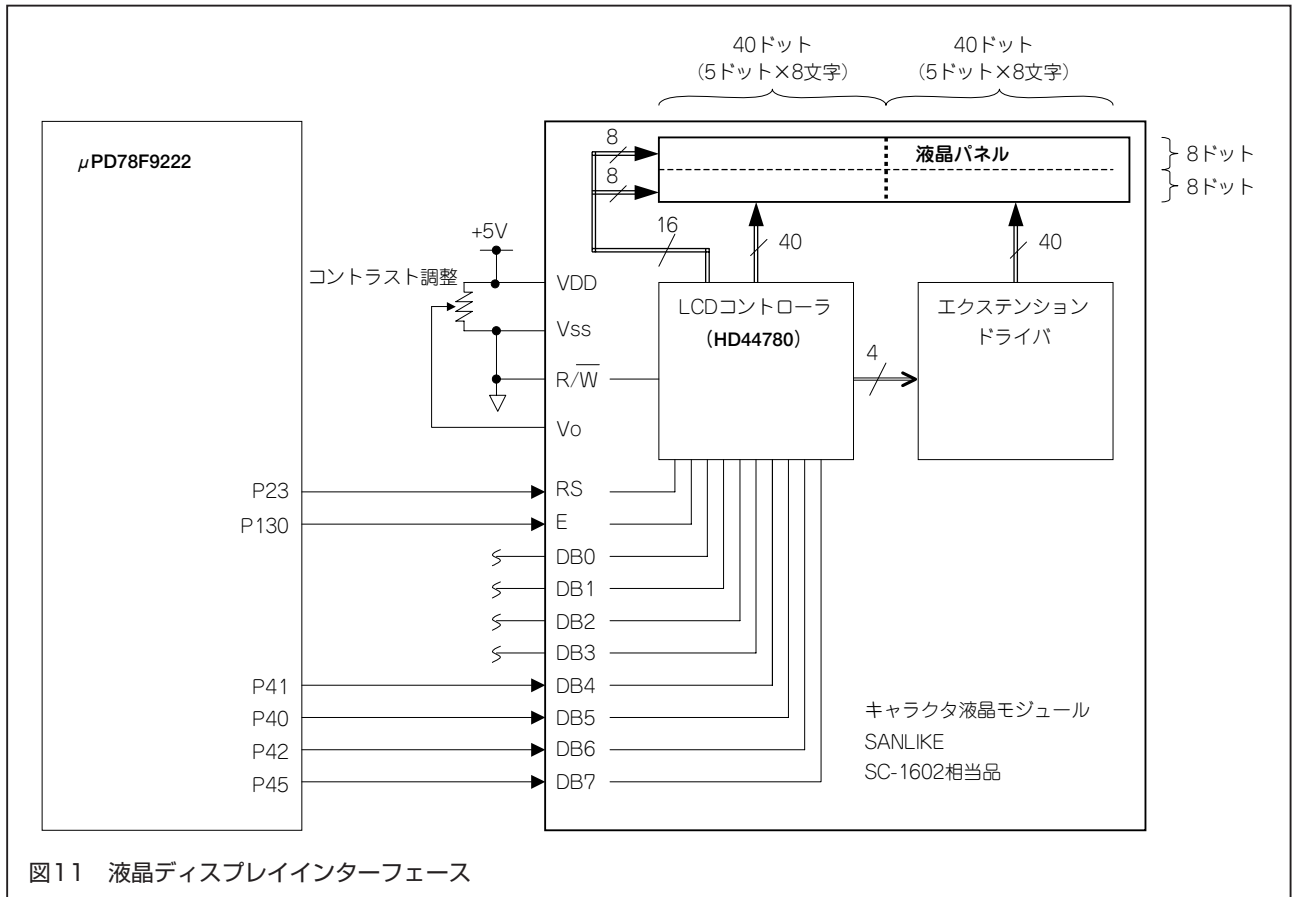 40ドット
(5ドット×8文字)
40ドット
(5ドット×8文字)
μPD78F9222
8
8
液晶パネル
8ドット
8ドット
16
40
40
+5V
コントラスト調整
VDD
Vss
R/W
Vo
LCDコントローラ
(HD44780)
4
エクステンション
ドライバ
P23
RS
P130
E
DB0
DB1
DB2
DB3
P41
DB4
P40
DB5
P42
DB6
P45
DB7
キャラクタ液晶モジュール
SANLIKE
SC-1602相当品
図11 液晶ディスプレイインターフェース